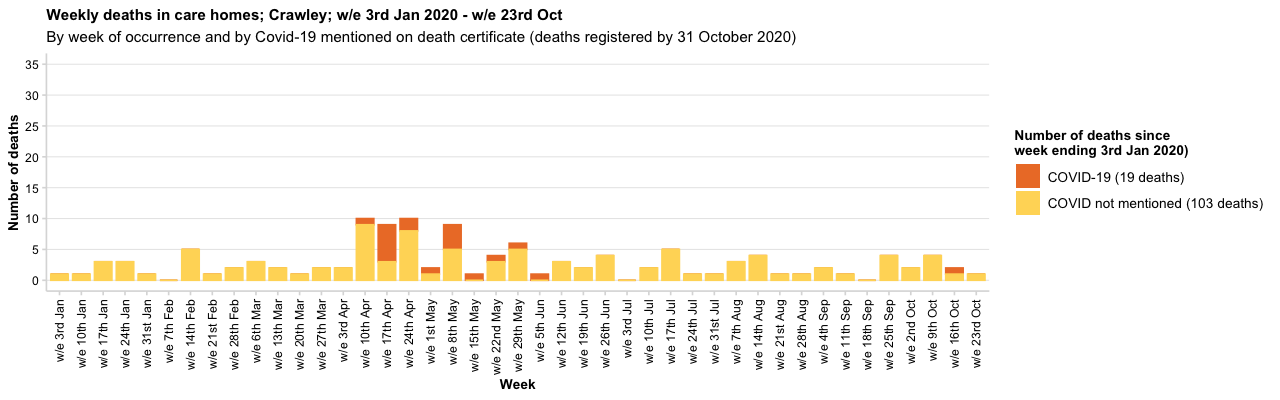 Weekly deaths in care homes; Crawley; w/e 3rd Jan 2020 - w/e 23rd Oct
By week of occurrence and by Covid-19 mentioned on death certificate (deaths registered by 31 October 2020)
Number of deaths
35
30
25
20
15
10
5
0
w/e 3rd Jan
w/e 10th Jan
w/e 17th Jan
w/e 24th Jan
w/e 31st Jan
w/e 7th Feb
w/e 14th Feb
w/e 21st Feb
w/e 28th Feb
w/e 6th Mar
w/e 13th Mar
w/e 20th Mar
w/e 27th Mar
w/e 3rd Apr
w/e 10th Apr
w/e 17th Apr
w/e 24th Apr
w/e 1st May
w/e 8th May
w/e 15th May
w/e 22nd May
w/e 29th May
w/e 5th Jun
w/e 12th Jun
w/e 19th Jun
w/e 26th Jun
w/e 3rd Jul
w/e 10th Jul
w/e 17th Jul
w/e 24th Jul
w/e 31st Jul
w/e 7th Aug
w/e 14th Aug
w/e 21st Aug
w/e 28th Aug
w/e 4th Sep
w/e 11th Sep
w/e 18th Sep
w/e 25th Sep
w/e 2nd Oct
w/e 9th Oct
w/e 16th Oct
w/e 23rd Oct
Week
Number of deaths since
week ending 3rd Jan 2020)
COVID-19 (19 deaths)
COVID not mentioned (103 deaths)